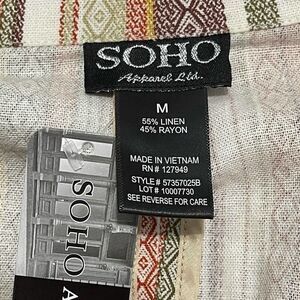 SOHO
Apparel Ltd.
M
55% LINEN
45% RAYON
MADE IN VIETNAM
RN# 127949
STYLE# 57357025B
LOT# 10007730
SEE REVERSE FOR CARE
SOHO A